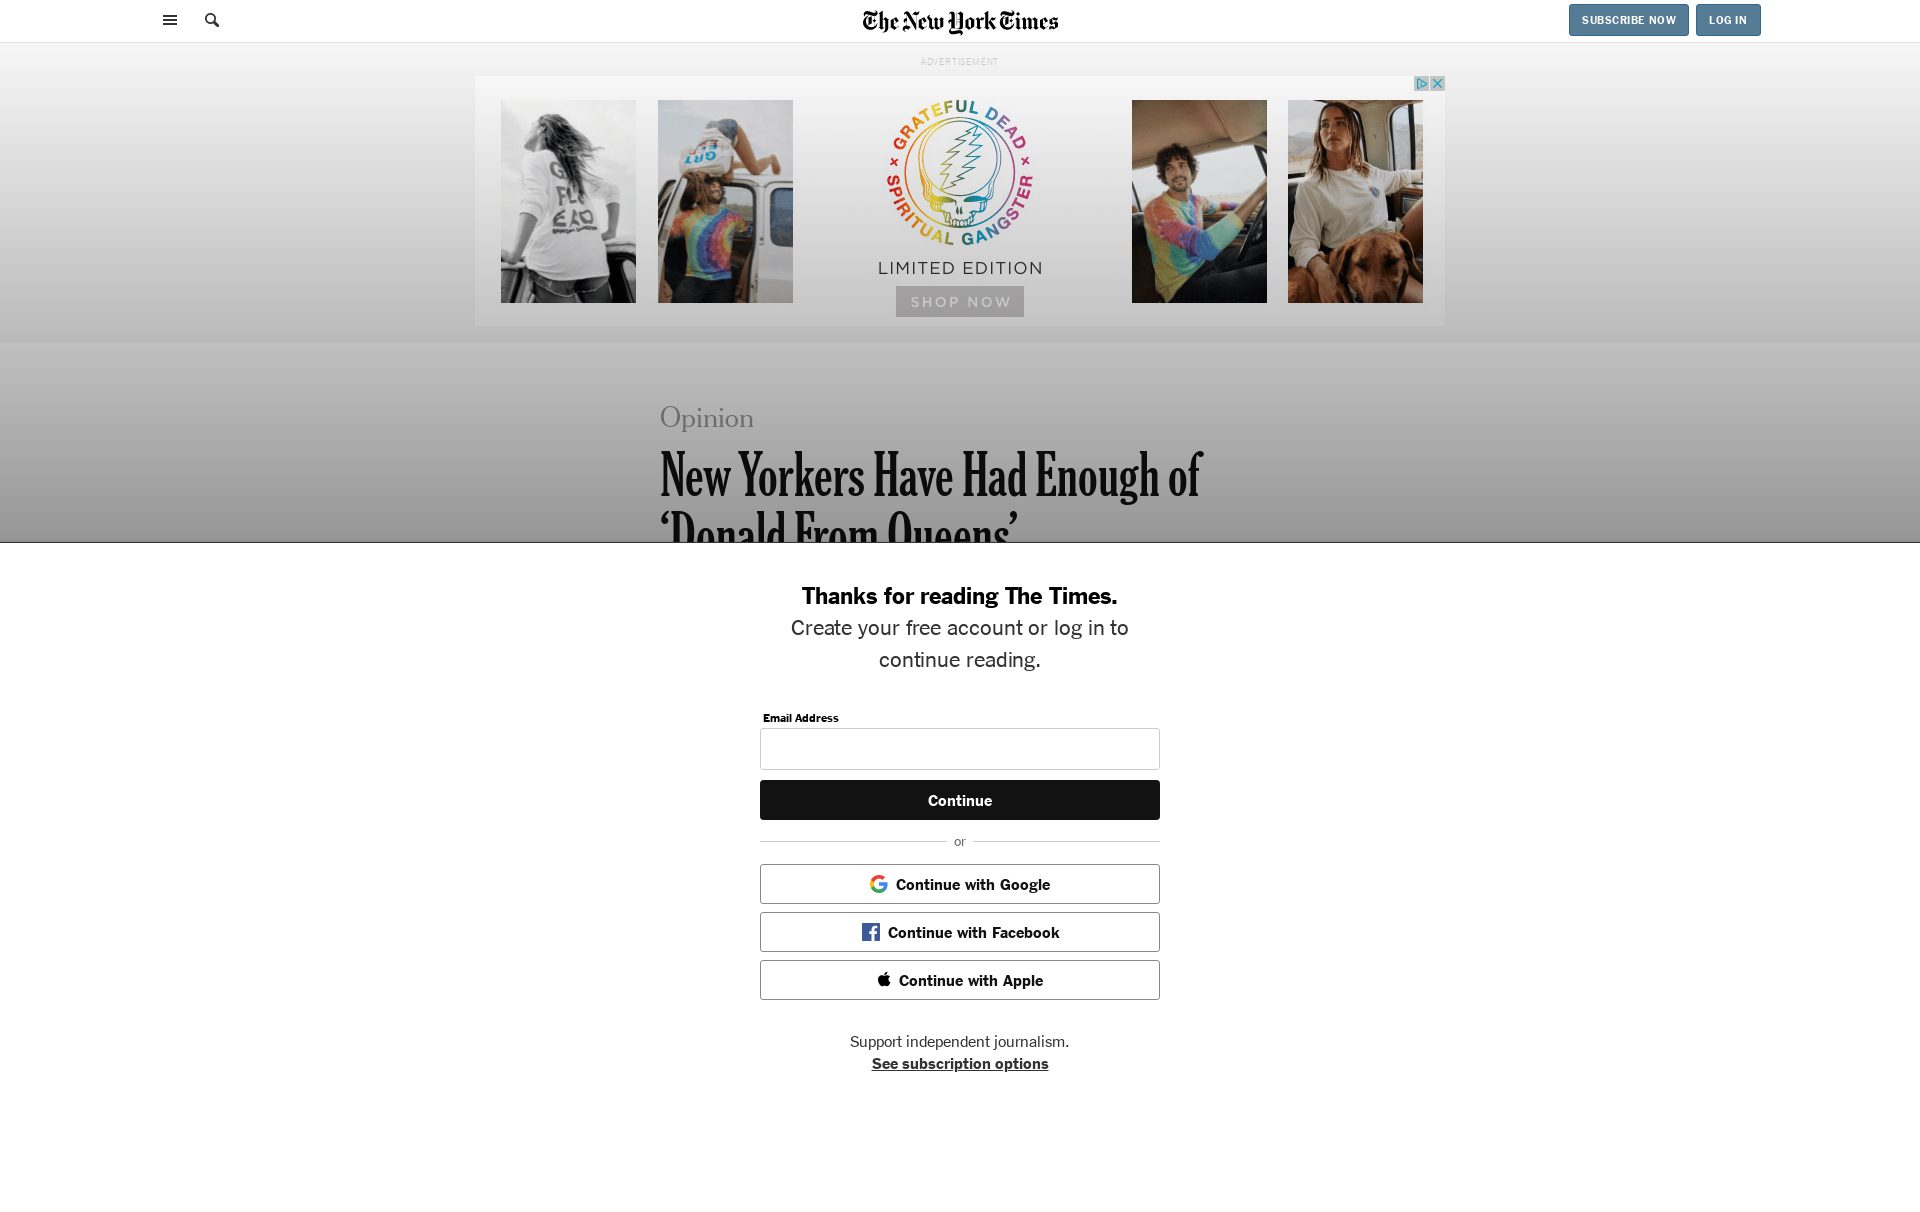 The New York Times
SUBSCRIBE NOW
LOG IN
ADVERTISEMENT
GRATEFUL DEAD
SPIRITUAL GANGSTER
LIMITED EDITION
SHOP NOW
Opinion
New Yorkers Have Had Enough of
‘Donald From Queens’
Thanks for reading The Times.
Create your free account or log in to
continue reading.
Email Address
Continue
or
Continue with Google
Continue with Facebook
Continue with Apple
Support independent journalism.
See subscription options